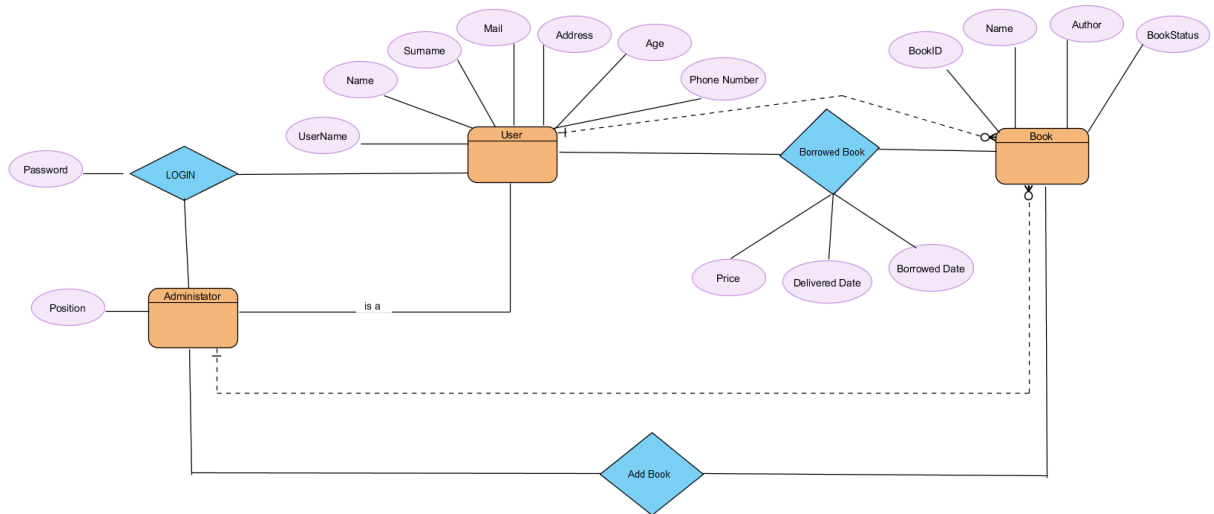 Mail
Address
Surname
Age
Name
Phone Number
UserName
User
Name
Author
BookStatus
BookID
Book
Borrowed Book
Password
LOGIN
Price
Delivered Date
Borrowed Date
Position
Administator
is a
Add Book